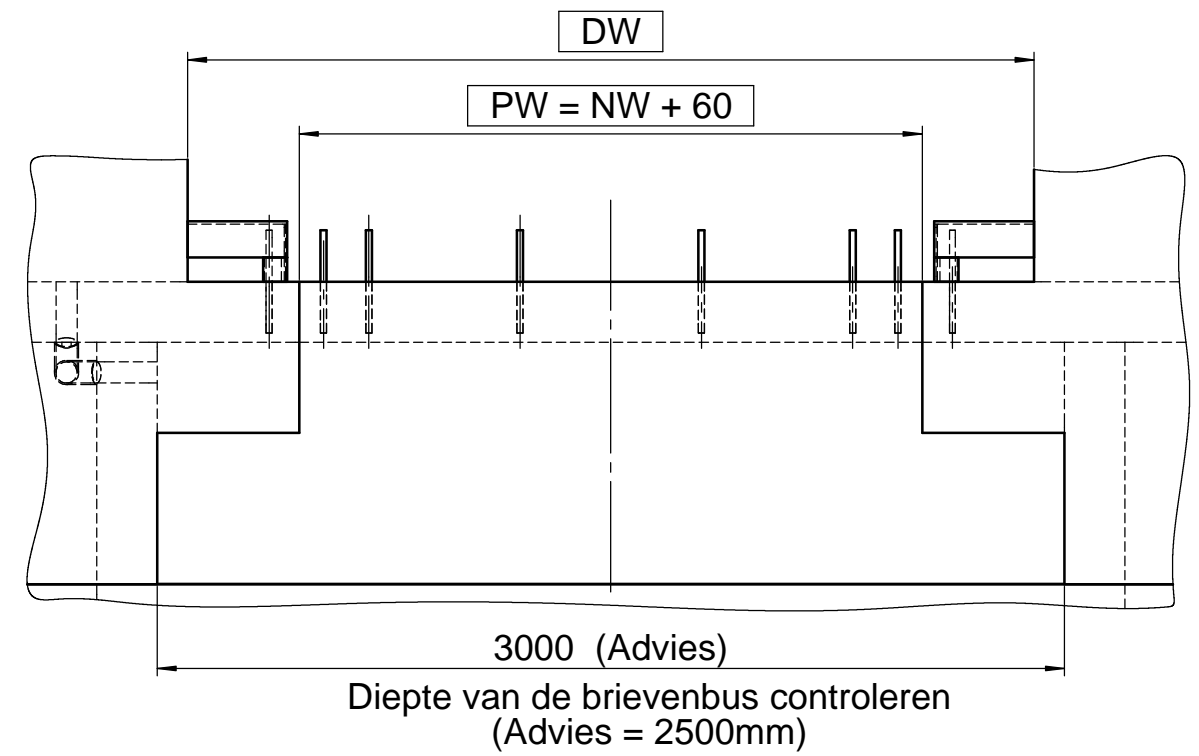 DW
PW = NW + 60
3000 (Advies)
Diepte van de brievenbus controleren
(Advies = 2500mm)